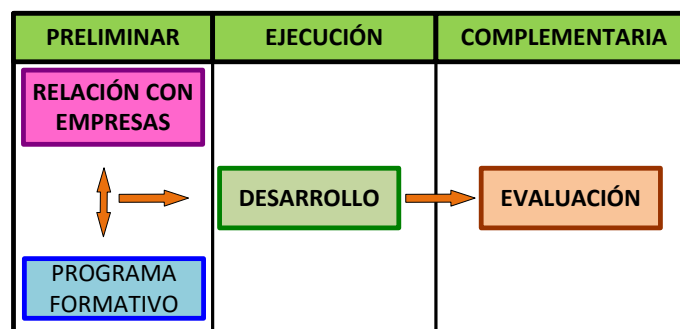 PRELIMINAR
EJECUCIÓN
COMPLEMENTARIA
RELACIÓN CON
EMPRESAS
DESARROLLO
EVALUACIÓN
PROGRAMA
FORMATIVO